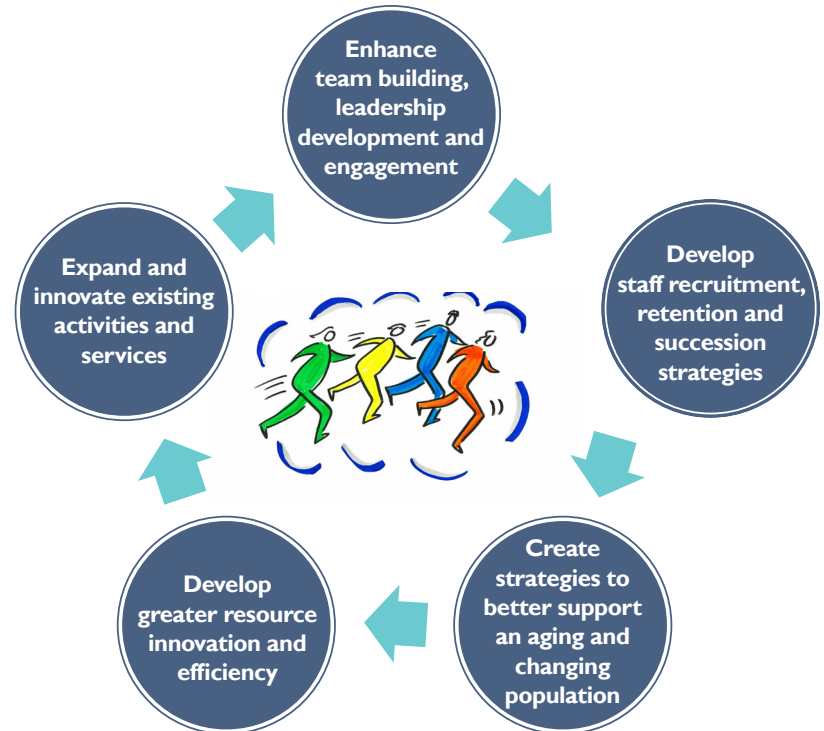 Enhance
team building,
leadership
development and
engagement
Develop
staff recruitment,
retention and
succession
strategies
Create
strategies to
better support
an aging and
changing
population
Develop
greater resource
innovation and
efficiency
Expand and
innovate existing
activities and
services